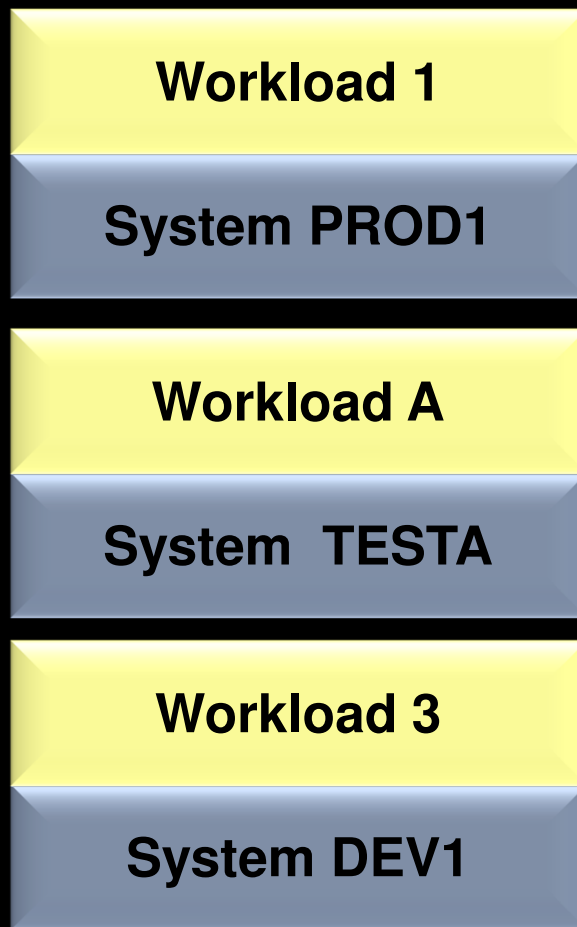 Workload 1
System PROD1
Workload A
System TESTA
Workload 3
System DEV1